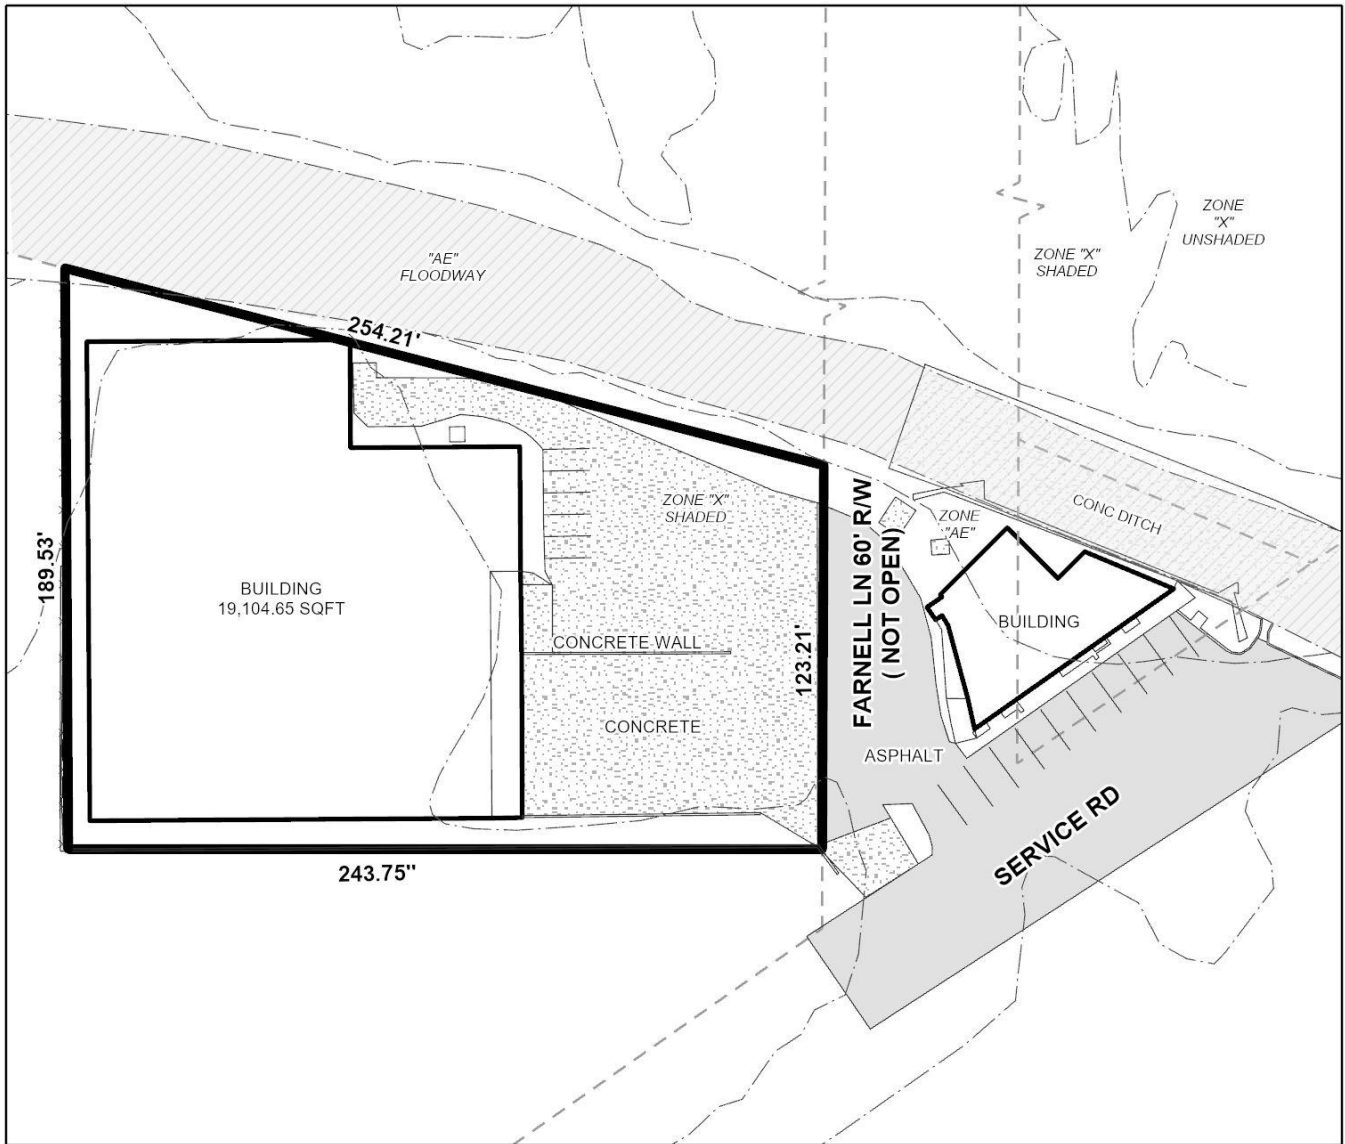 ZONE
"X"
UNSHADED
ZONE "X"
SHADED
"AE"
FLOODWAY
254.21'
CONC DITCH
ZONE "X"
SHADED
ZONE
"AE"
FARNELL LN 60' R/W
( NOT OPEN)
189.53'
BUILDING
19,104.65 SQFT
BUILDING
CONCRETE WALL
123.21'
CONCRETE
ASPHALT
SERVICE RD
243.75"